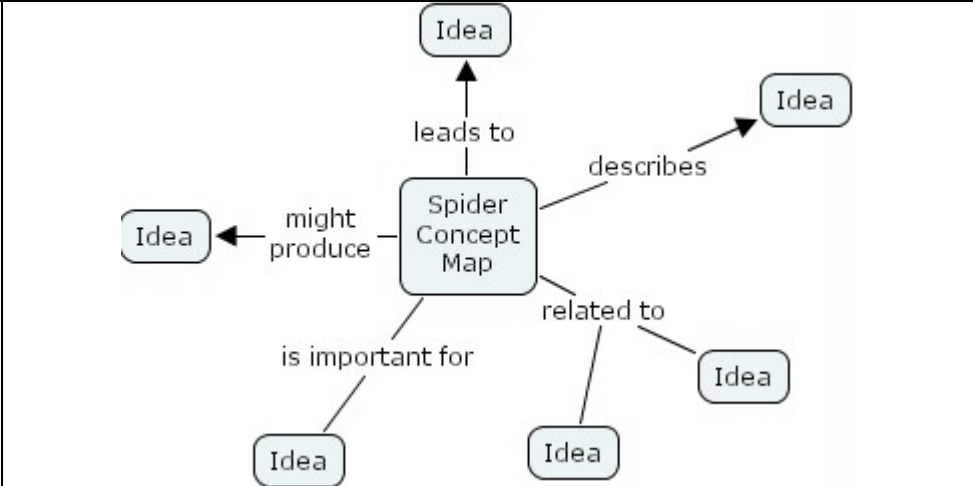 Idea
Idea
leads to
describes
Spider
Concept
Map
might
produce
Idea
related to
is important for
Idea
Idea
Idea